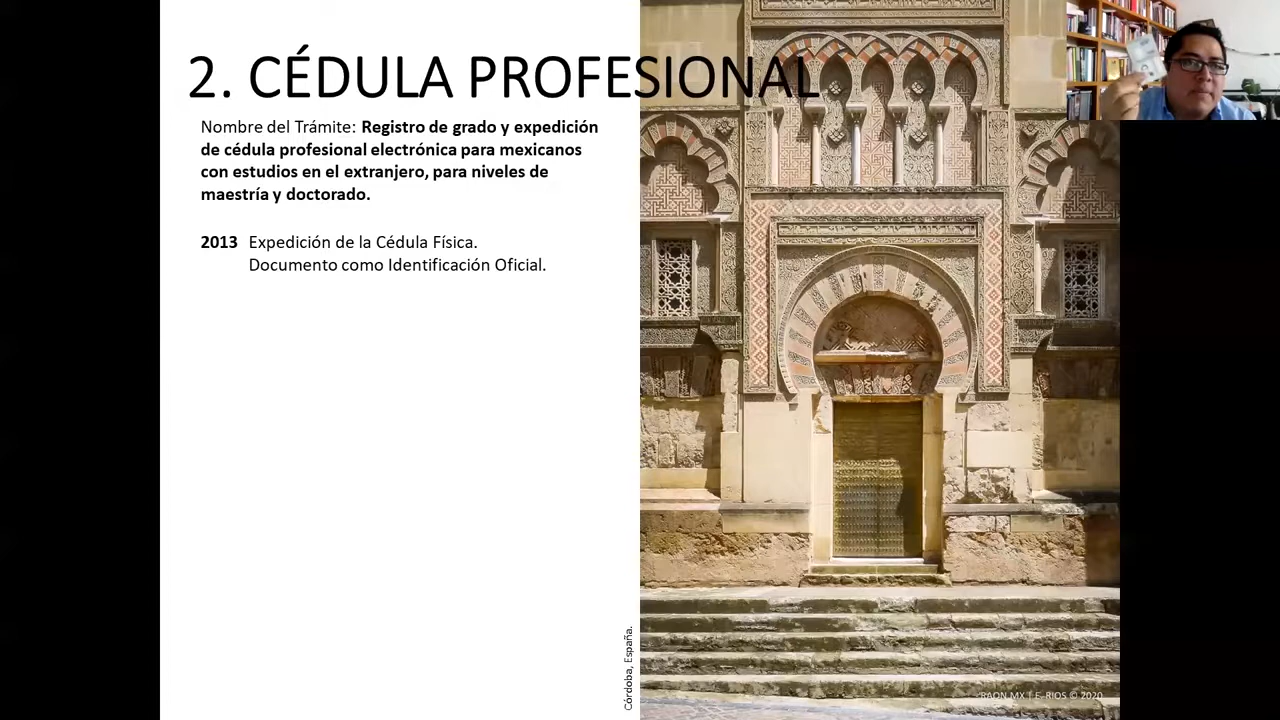 2. CÉDULA PROFESIONAL
Nombre del Trámite: Registro de grado y expedición
de cédula profesional electrónica para mexicanos
con estudios en el extranjero, para niveles de
maestría y doctorado.
2013 Expedición de la Cédula Física.
Documento como Identificación Oficial.
Córdoba, España.
RAON.MX | E-RIOS © 2020